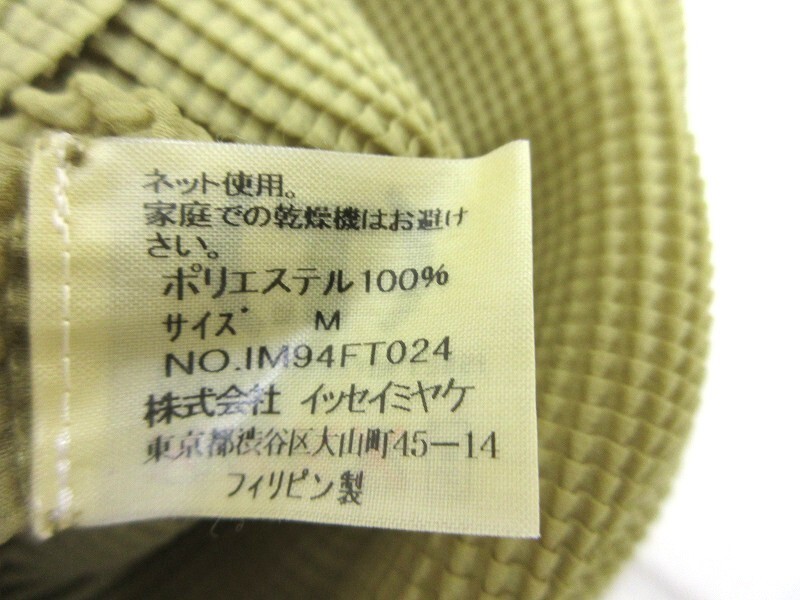 ネット使用。
家庭での乾燥機はお避け
さい。
ポリエステル100%
サイズ M
NO.IM94FT024
株式会社 イッセイミヤケ
東京都渋谷区大山町45-14
フィリピン製